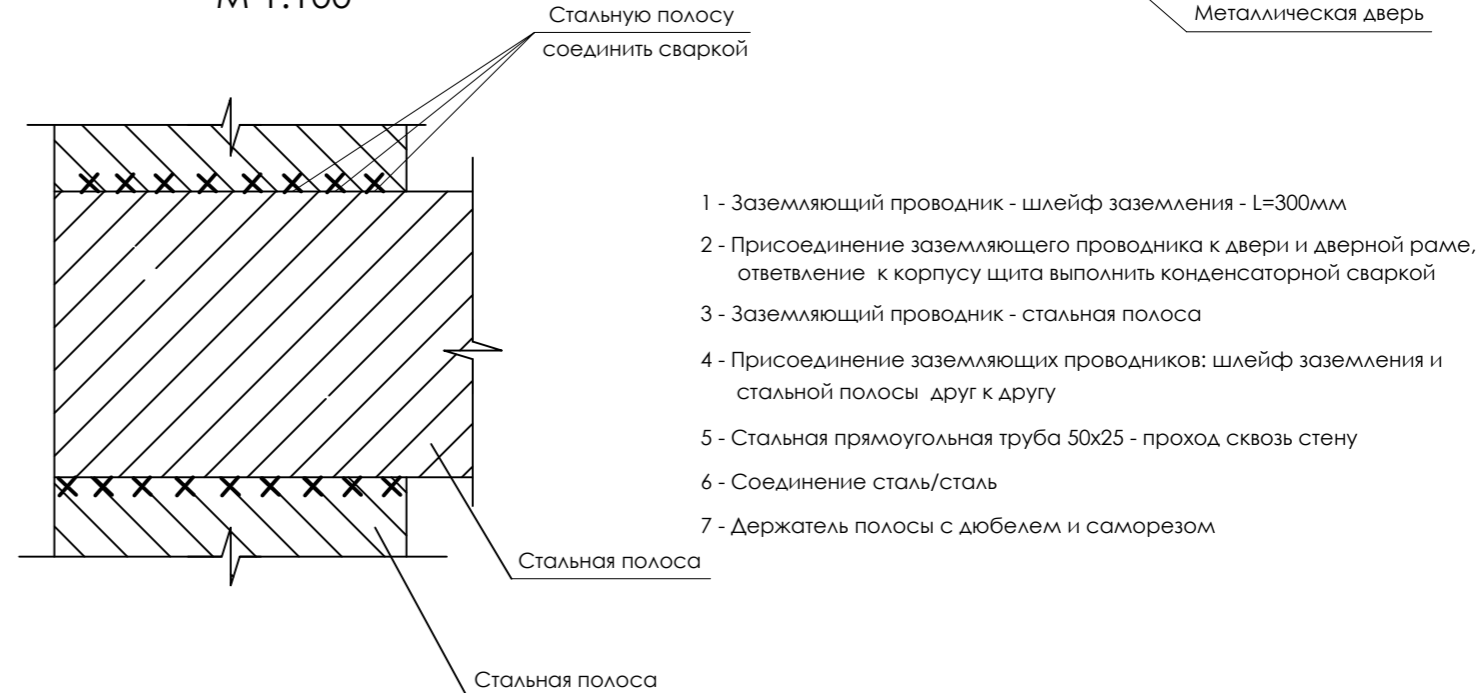 М 1:100
Стальную полосу
соединить сваркой
Металлическая дверь
1 - Заземляющий проводник - шлейф заземления - L=300мм
2 - Присоединение заземляющего проводника к двери и дверной раме,
ответвление к корпусу щита выполнить конденсаторной сваркой
3 - Заземляющий проводник - стальная полоса
4 - Присоединение заземляющих проводников: шлейф заземления и
стальной полосы друг к другу
5 - Стальная прямоугольная труба 50х25 - проход сквозь стену
6 - Соединение сталь/сталь
7 - Держатель полосы с дюбелем и саморезом
Стальная полоса
Стальная полоса